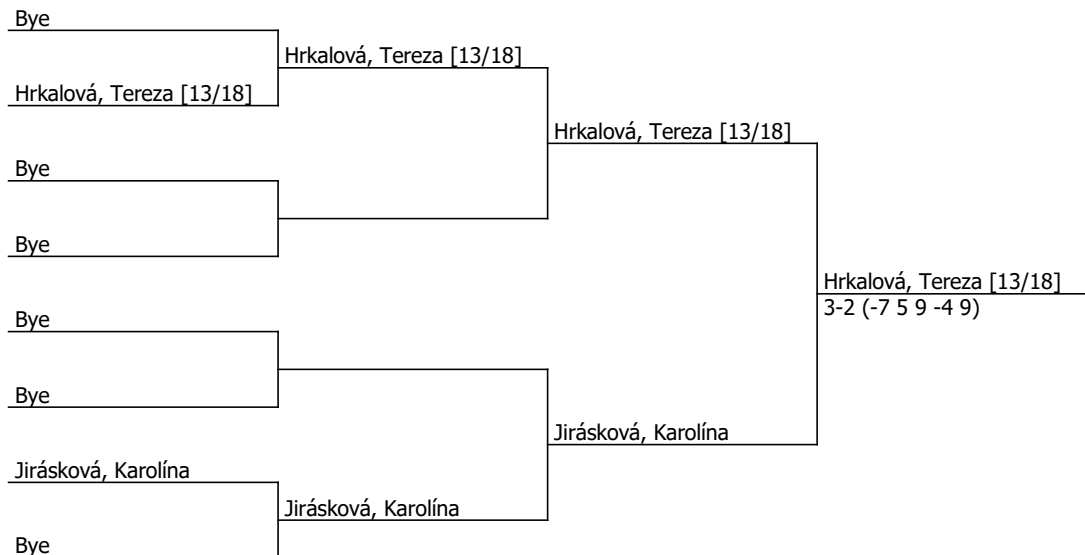 Bye
Hrkalová, Tereza [13/18]
Hrkalová, Tereza [13/18]
Hrkalová, Tereza [13/18]
Bye
Bye
Hrkalová, Tereza [13/18]
3-2 (-7 5 9 -4 9)
Bye
Bye
Jirásková, Karolína
Jirásková, Karolína
Jirásková, Karolína
Bye